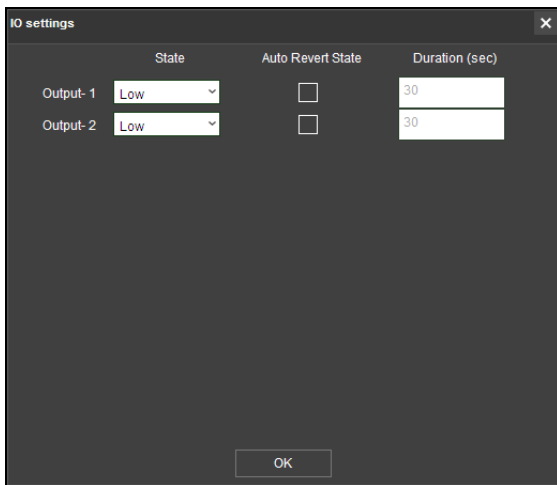 IO settings
State Auto Revert State Duration (sec)
Output- 1 Low 30
Output- 2 Low 30
OK